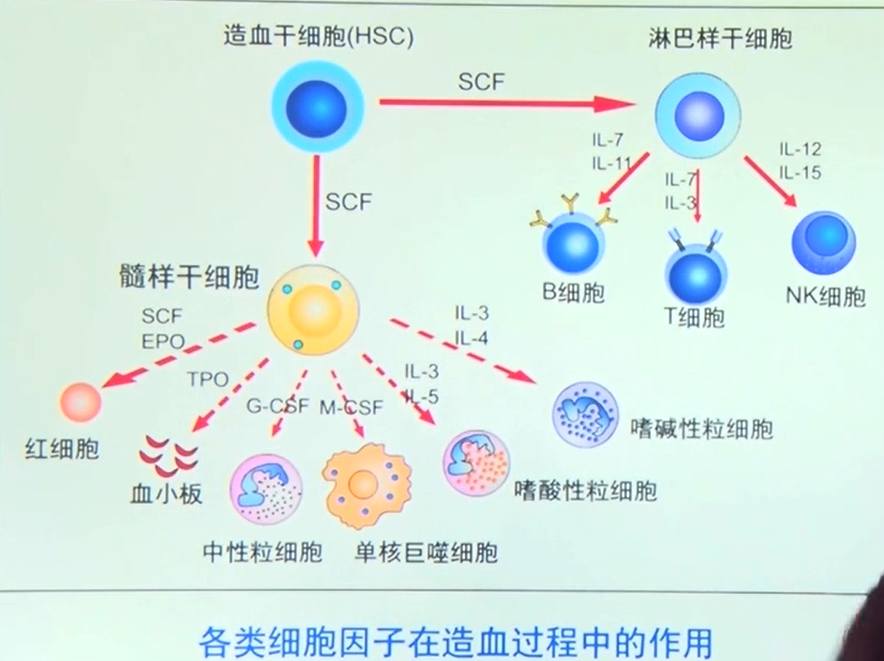 造血干细胞(HSC)
淋巴样干细胞
SCF
IL-7
IL-11
IL-7
IL-3
IL-12
IL-15
SCF
B细胞
T细胞
NK细胞
髓样干细胞
SCF
EPO
TPO
G-CSF
M-CSF
IL-3
IL-5
IL-3
IL-4
红细胞
血小板
中性粒细胞
单核巨噬细胞
嗜酸性粒细胞
嗜碱性粒细胞
各类细胞因子在造血过程中的作用